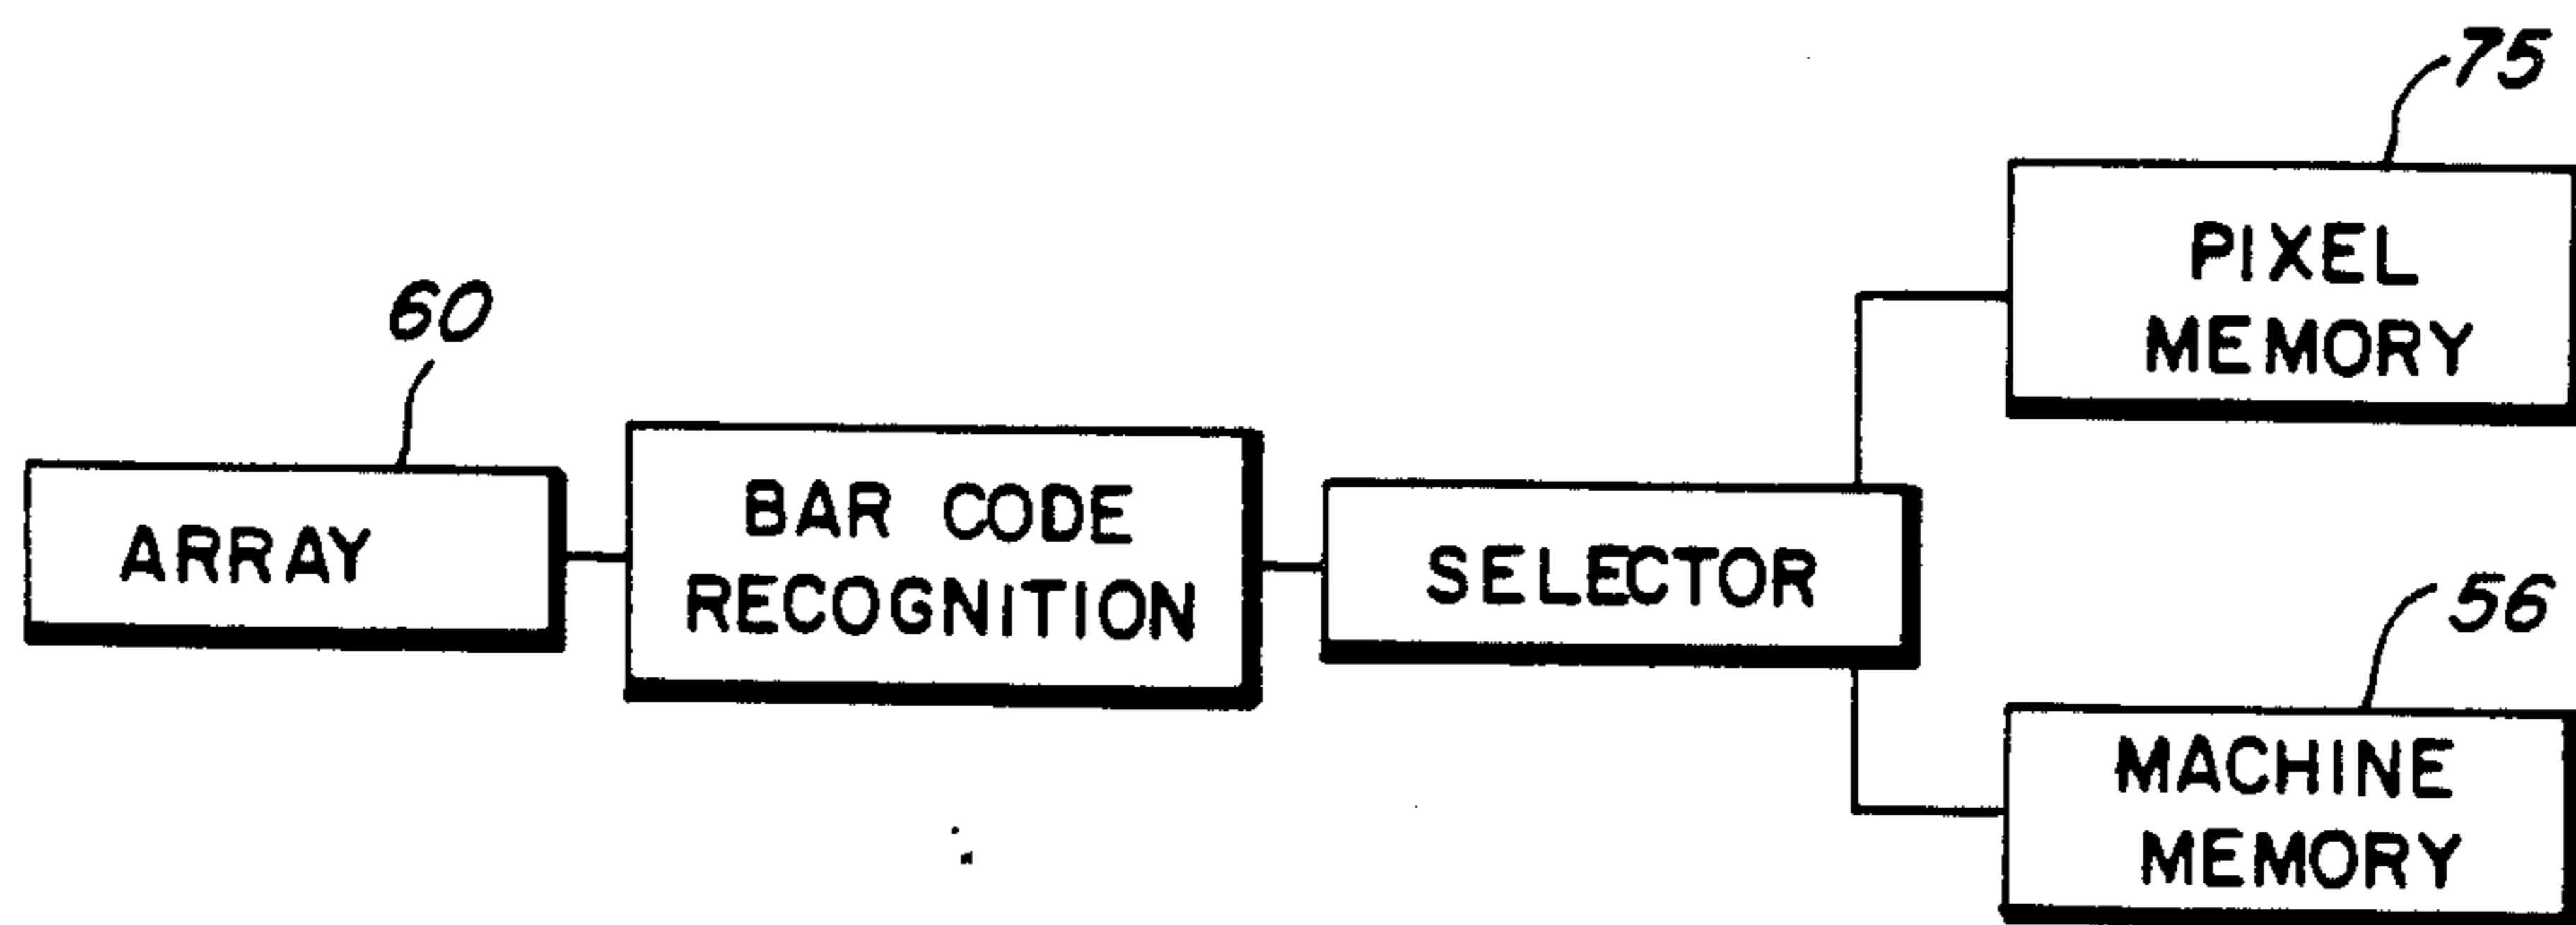 75
PIXEL
MEMORY
60
BAR CODE
RECOGNITION
ARRAY
SELECTOR
56
MACHINE
MEMORY